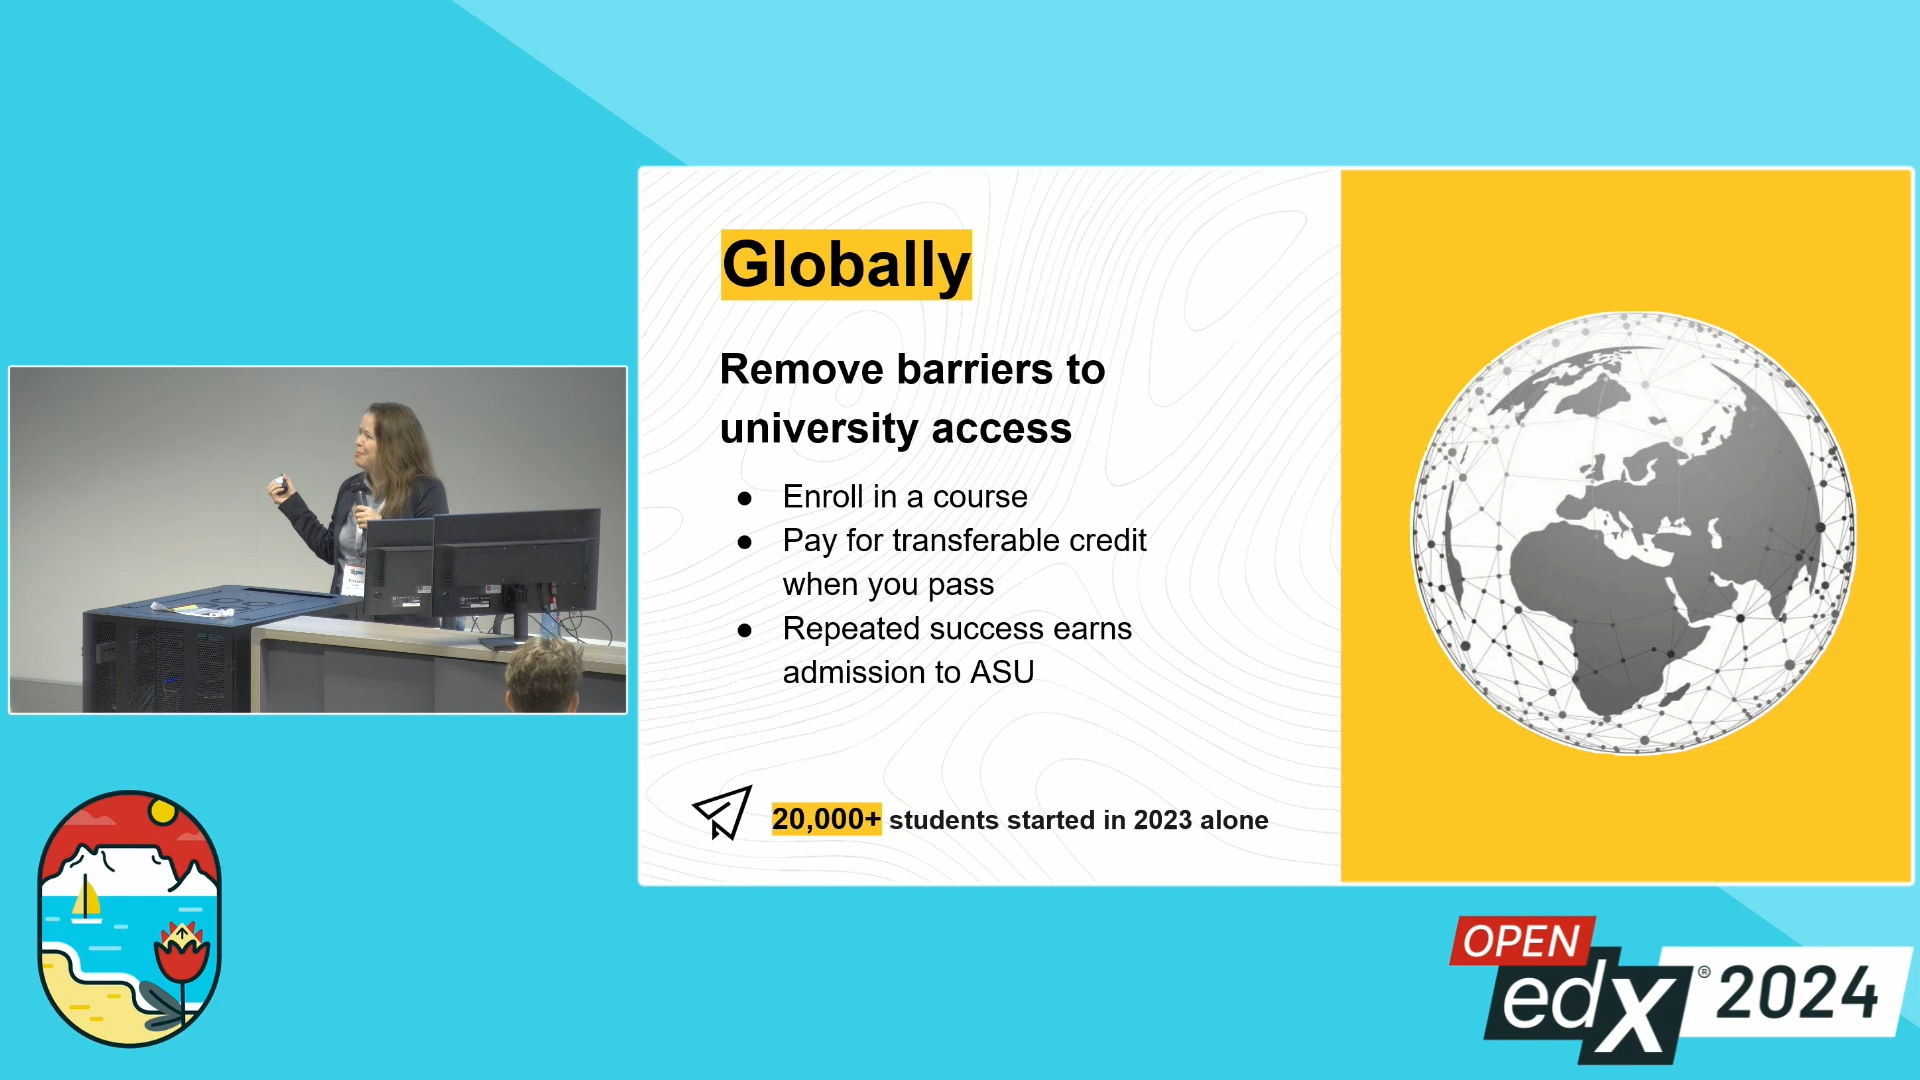 Globally
Remove barriers to
university access
● Enroll in a course
● Pay for transferable credit
when you pass
● Repeated success earns
admission to ASU
20,000+ students started in 2023 alone
OPEN
edX® 2024